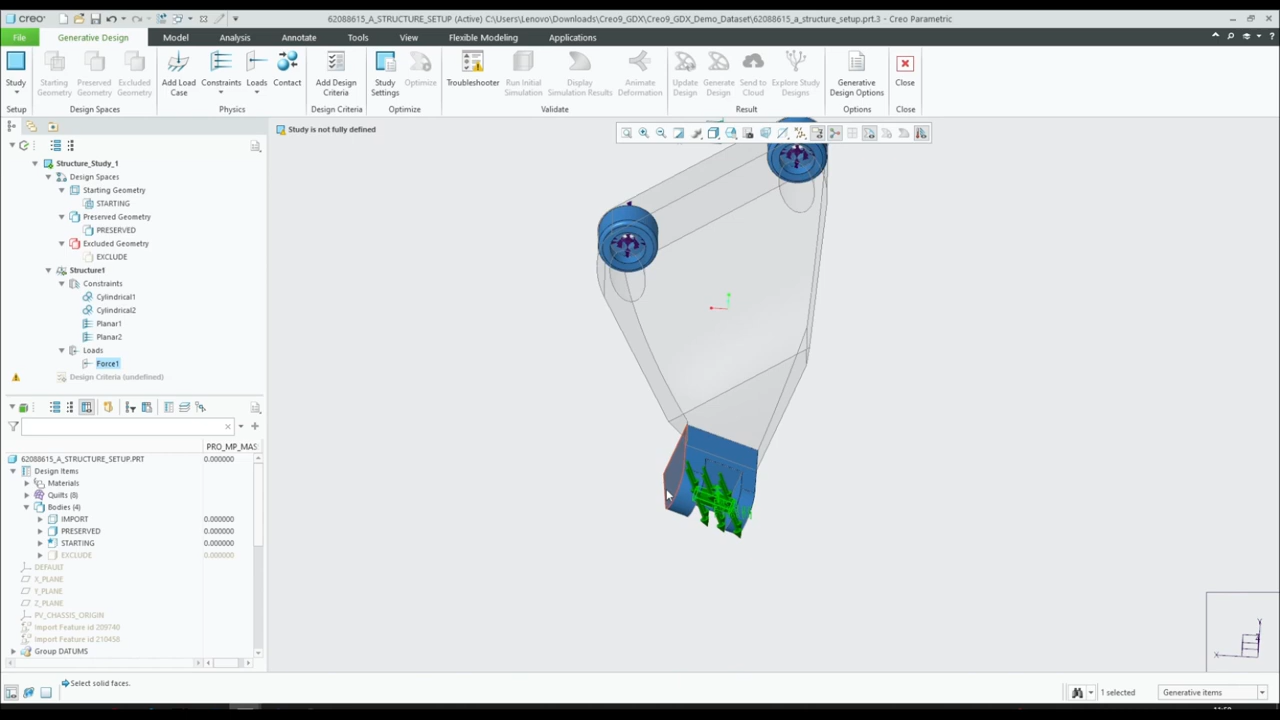 creo
62088615_A_STRUCTURE_SETUP (Active) C:\Users\Lenovo\Downloads\Creo9_GDX\Creo9_GDX_Demo_Dataset\62088615_a_structure_setup.prt.3 - Creo Parametric
File Generative Design Model Analysis Annotate Tools View Flexible Modeling Applications
Study Starting Geometry Preserved Geometry Excluded Geometry Add Load Case Constraints Loads Contact Add Design Criteria Study Settings Optimize Troubleshooter Run Initial Simulation Display Simulation Results Animate Deformation Update Design Generate Design Send to Cloud Explore Study Designs Generative Design Options Close
Setup Design Spaces Physics Design Criteria Optimize Validate Result Options Close
Study is not fully defined
Structure_Study_1
Design Spaces
Starting Geometry
STARTING
Preserved Geometry
PRESERVED
Excluded Geometry
EXCLUDE
Structure1
Constraints
Cylindrical1
Cylindrical2
Planar1
Planar2
Loads
Force1
Design Criteria (undefined)
PRO_MP_MAS
62088615_A_STRUCTURE_SETUP.PRT 0.000000
Design Items
Materials
Quilts (8)
Bodies (4)
IMPORT 0.000000
PRESERVED 0.000000
STARTING 0.000000
EXCLUDE 0.000000
DEFAULT
X_PLANE
Y_PLANE
Z_PLANE
PV_CHASSIS_ORIGIN
Import Feature id 209740
Import Feature id 210458
Group DATUMS
Select solid faces.
1 selected
Generative items